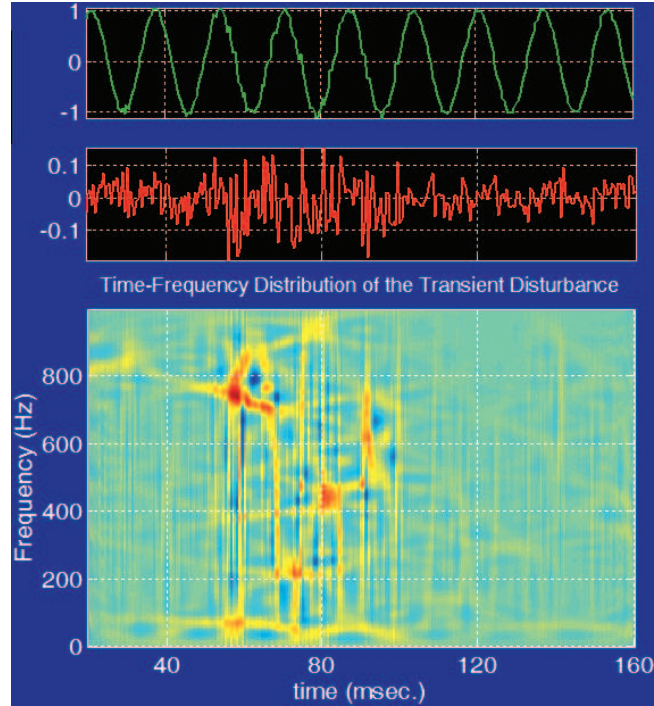 1
0
-1
0.1
0
-0.1
Time-Frequency Distribution of the Transient Disturbance
Frequency (Hz)
800
600
400
200
0
40 80 120 160
time (msec.)